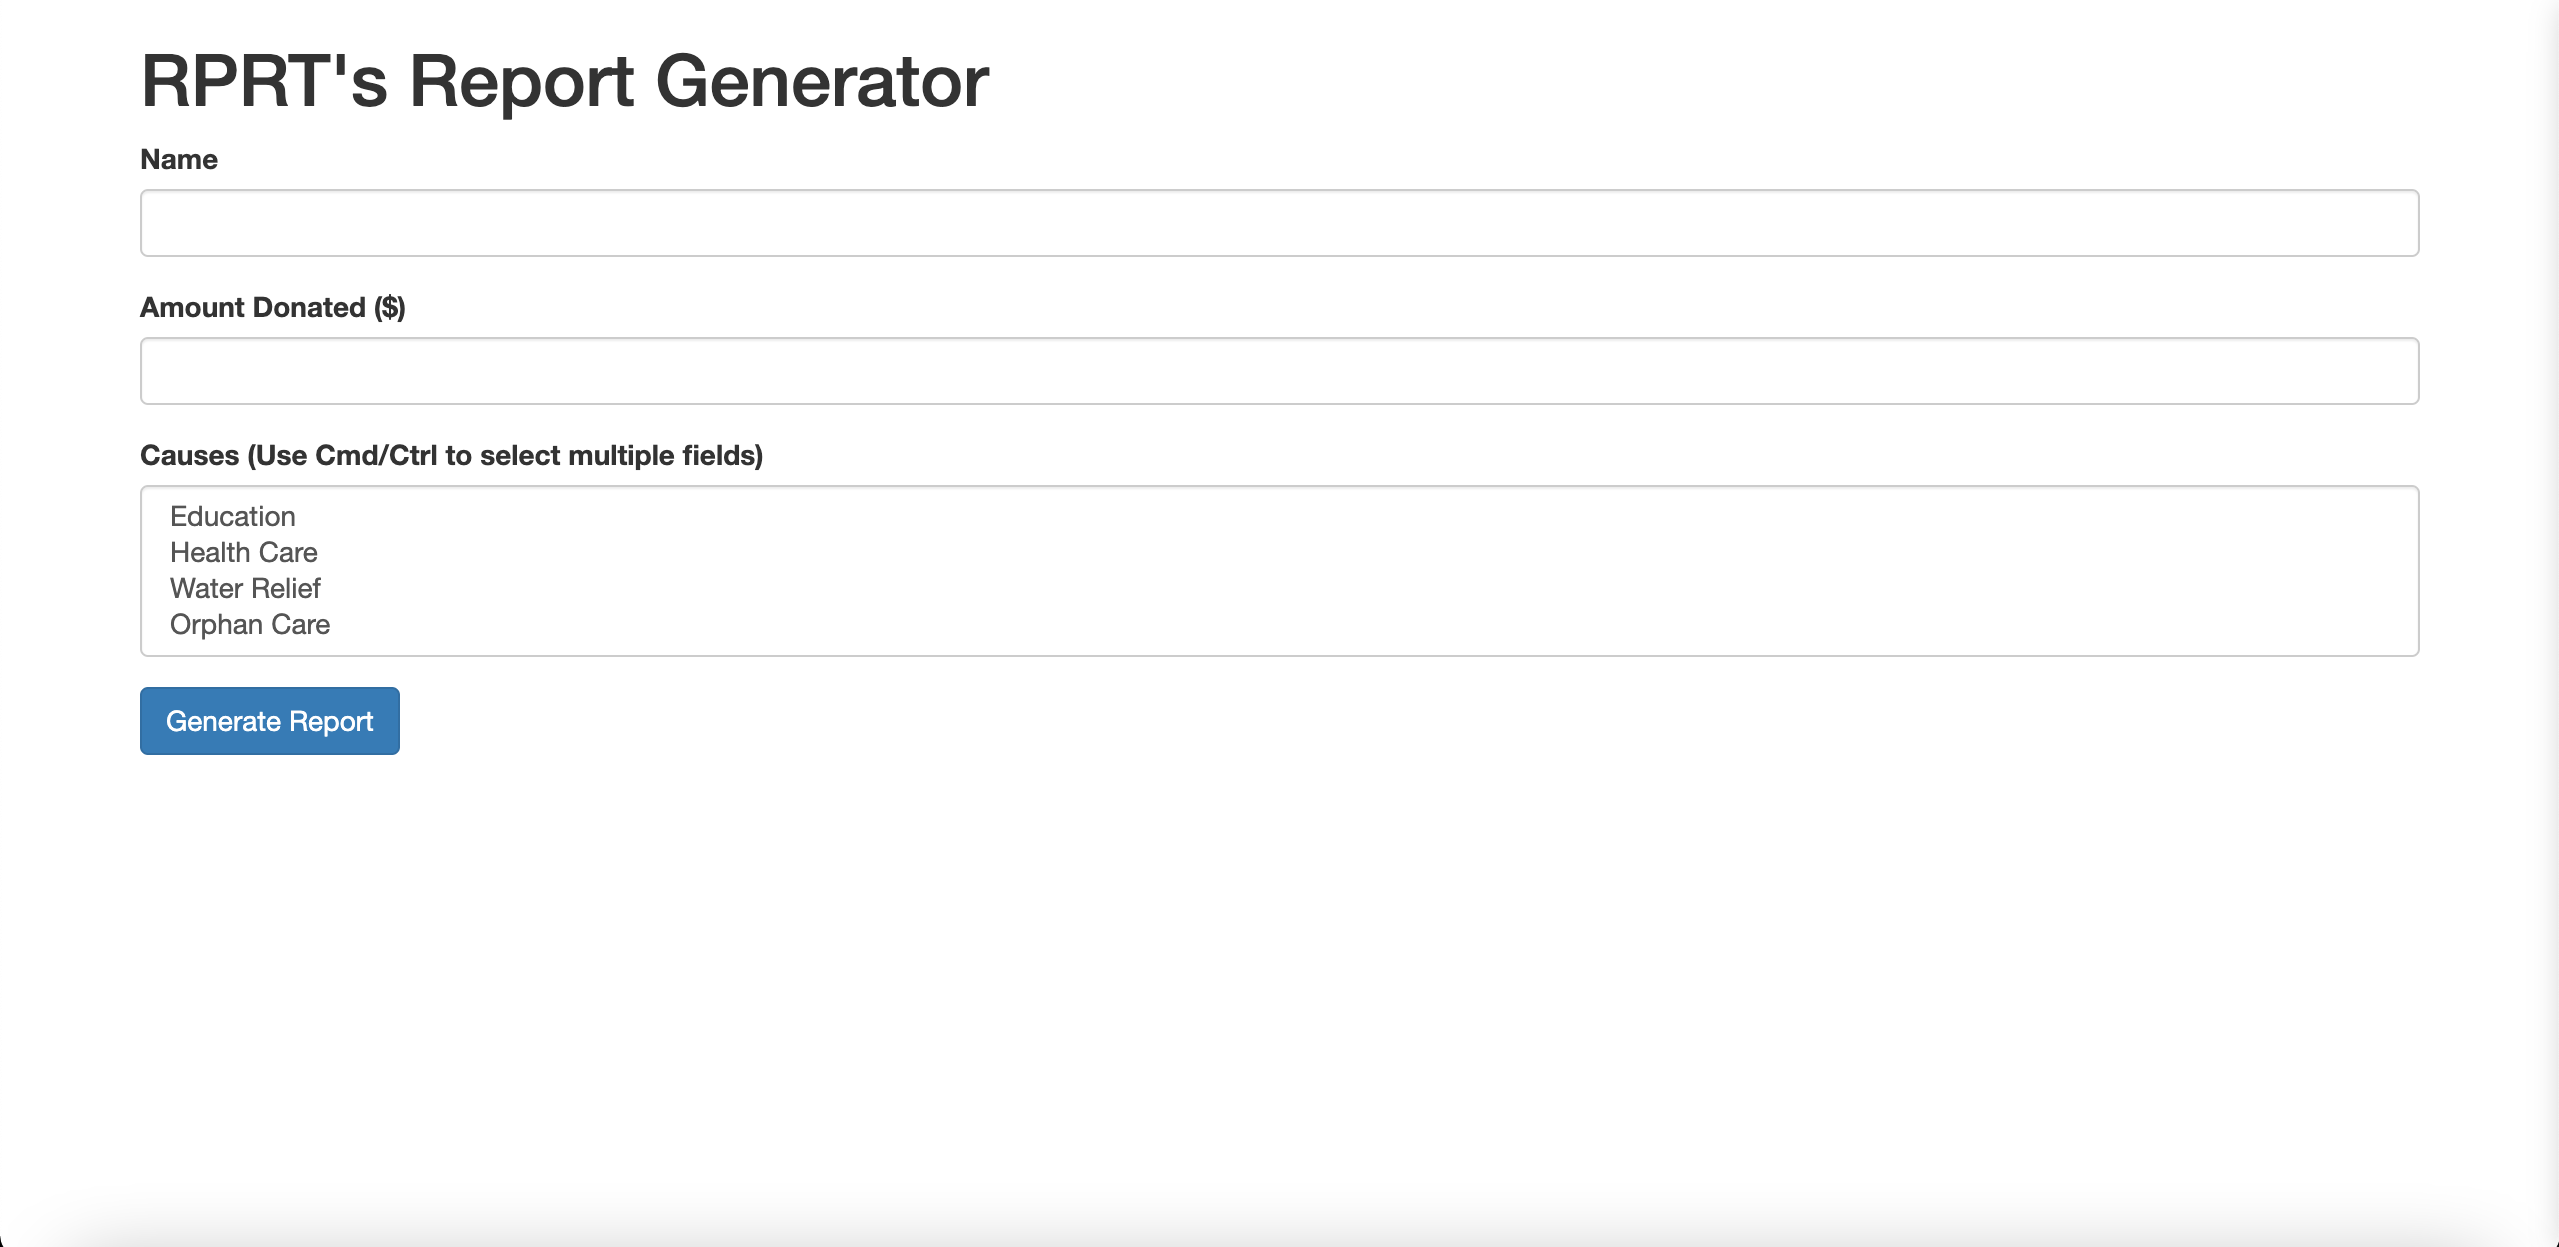 RPRT's Report Generator
Name
Amount Donated ($)
Causes (Use Cmd/Ctrl to select multiple fields)
Education
Health Care
Water Relief
Orphan Care
Generate Report